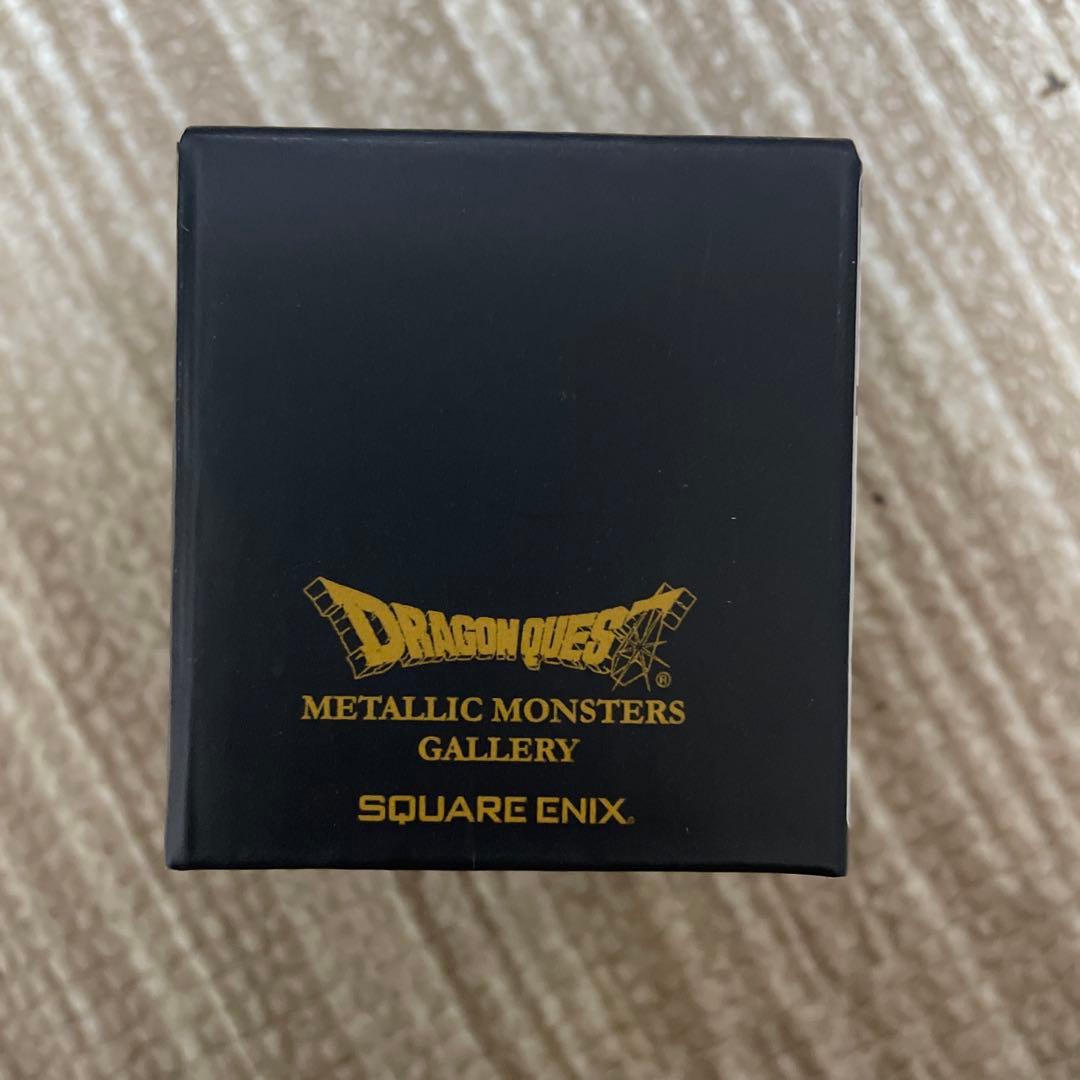 DRAGON QUEST®
METALLIC MONSTERS
GALLERY
SQUARE ENIX®